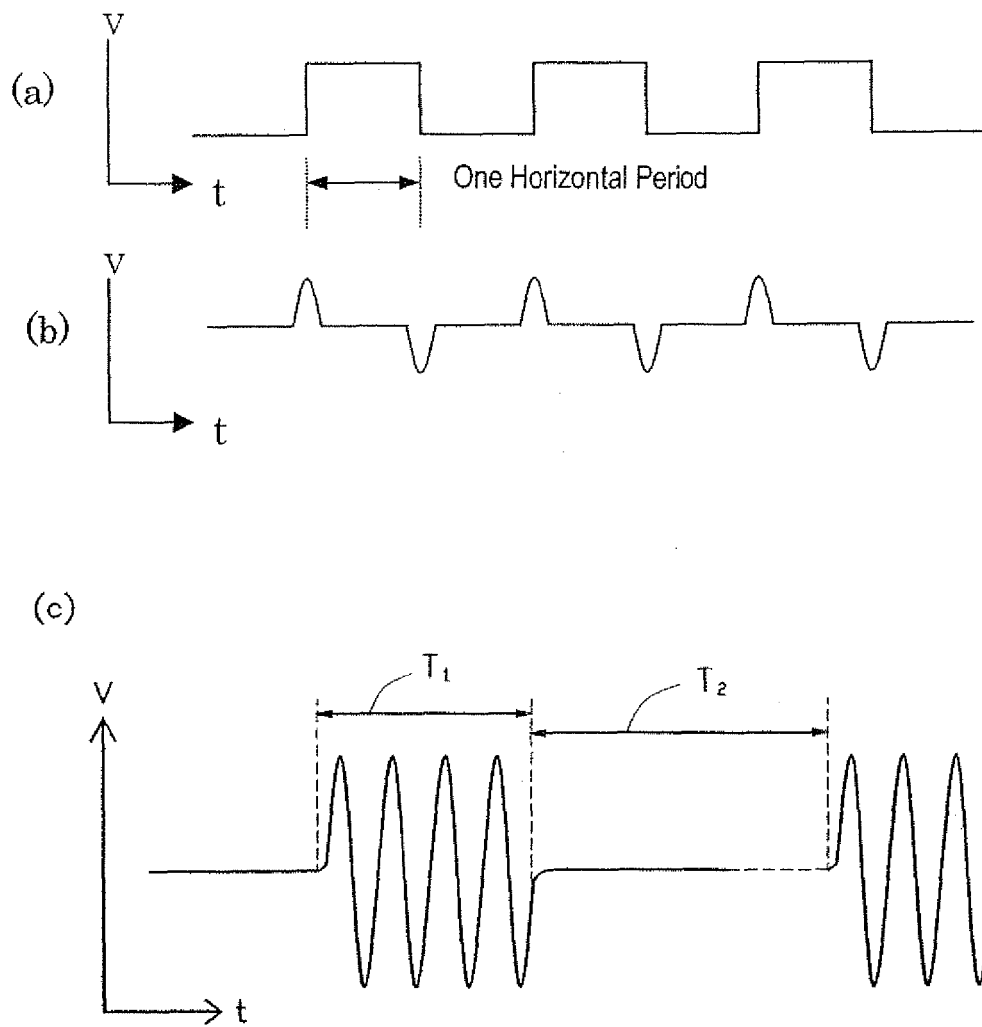 V
(a)
t
One Horizontal Period
V
(b)
t
(c)
T₁
T₂
V
t